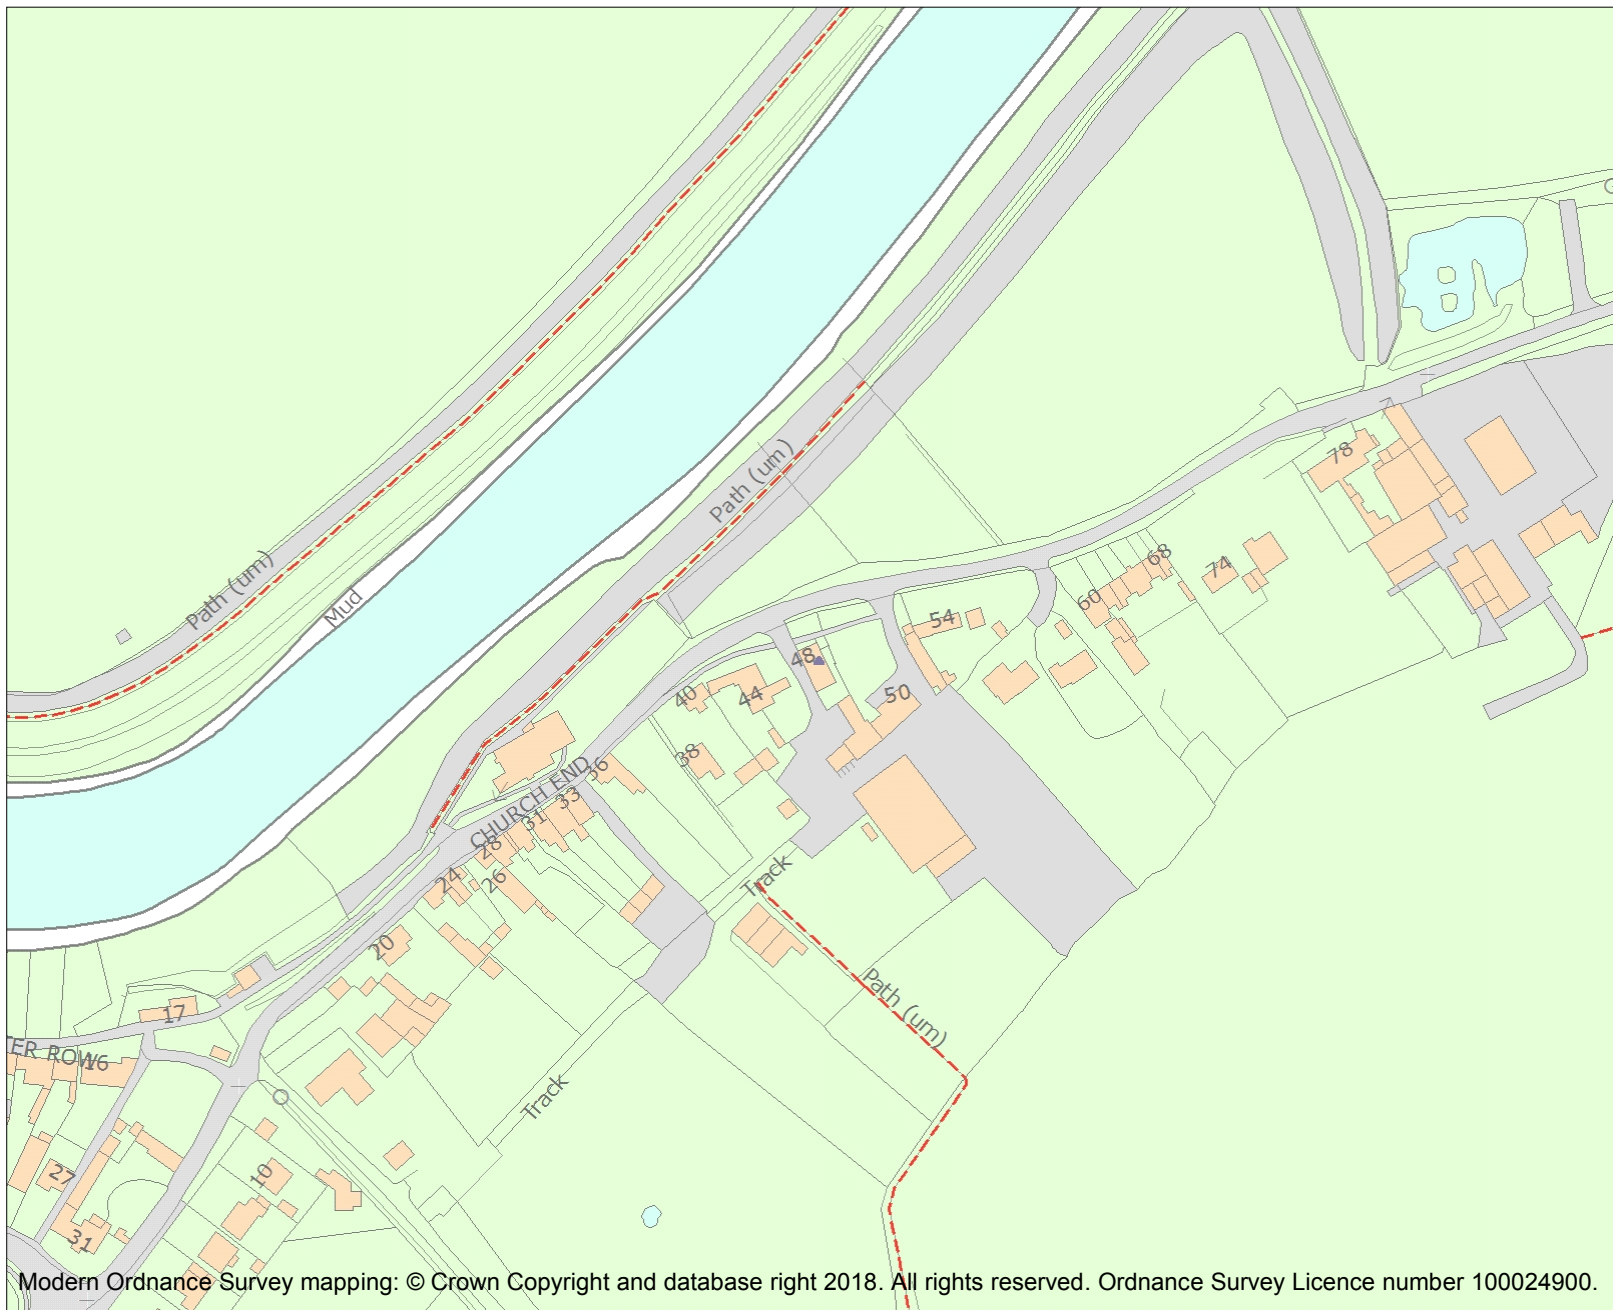 Path (um)
Path (um)
Mud
78
68
74
60
54
48
50
40
44
38
CHURCH END
36
33
31
28
24
26
Track
20
Path (um)
17
ER ROW
16
Track
27
10
31
Modern Ordnance Survey mapping: © Crown Copyright and database right 2018. All rights reserved. Ordnance Survey Licence number 100024900.